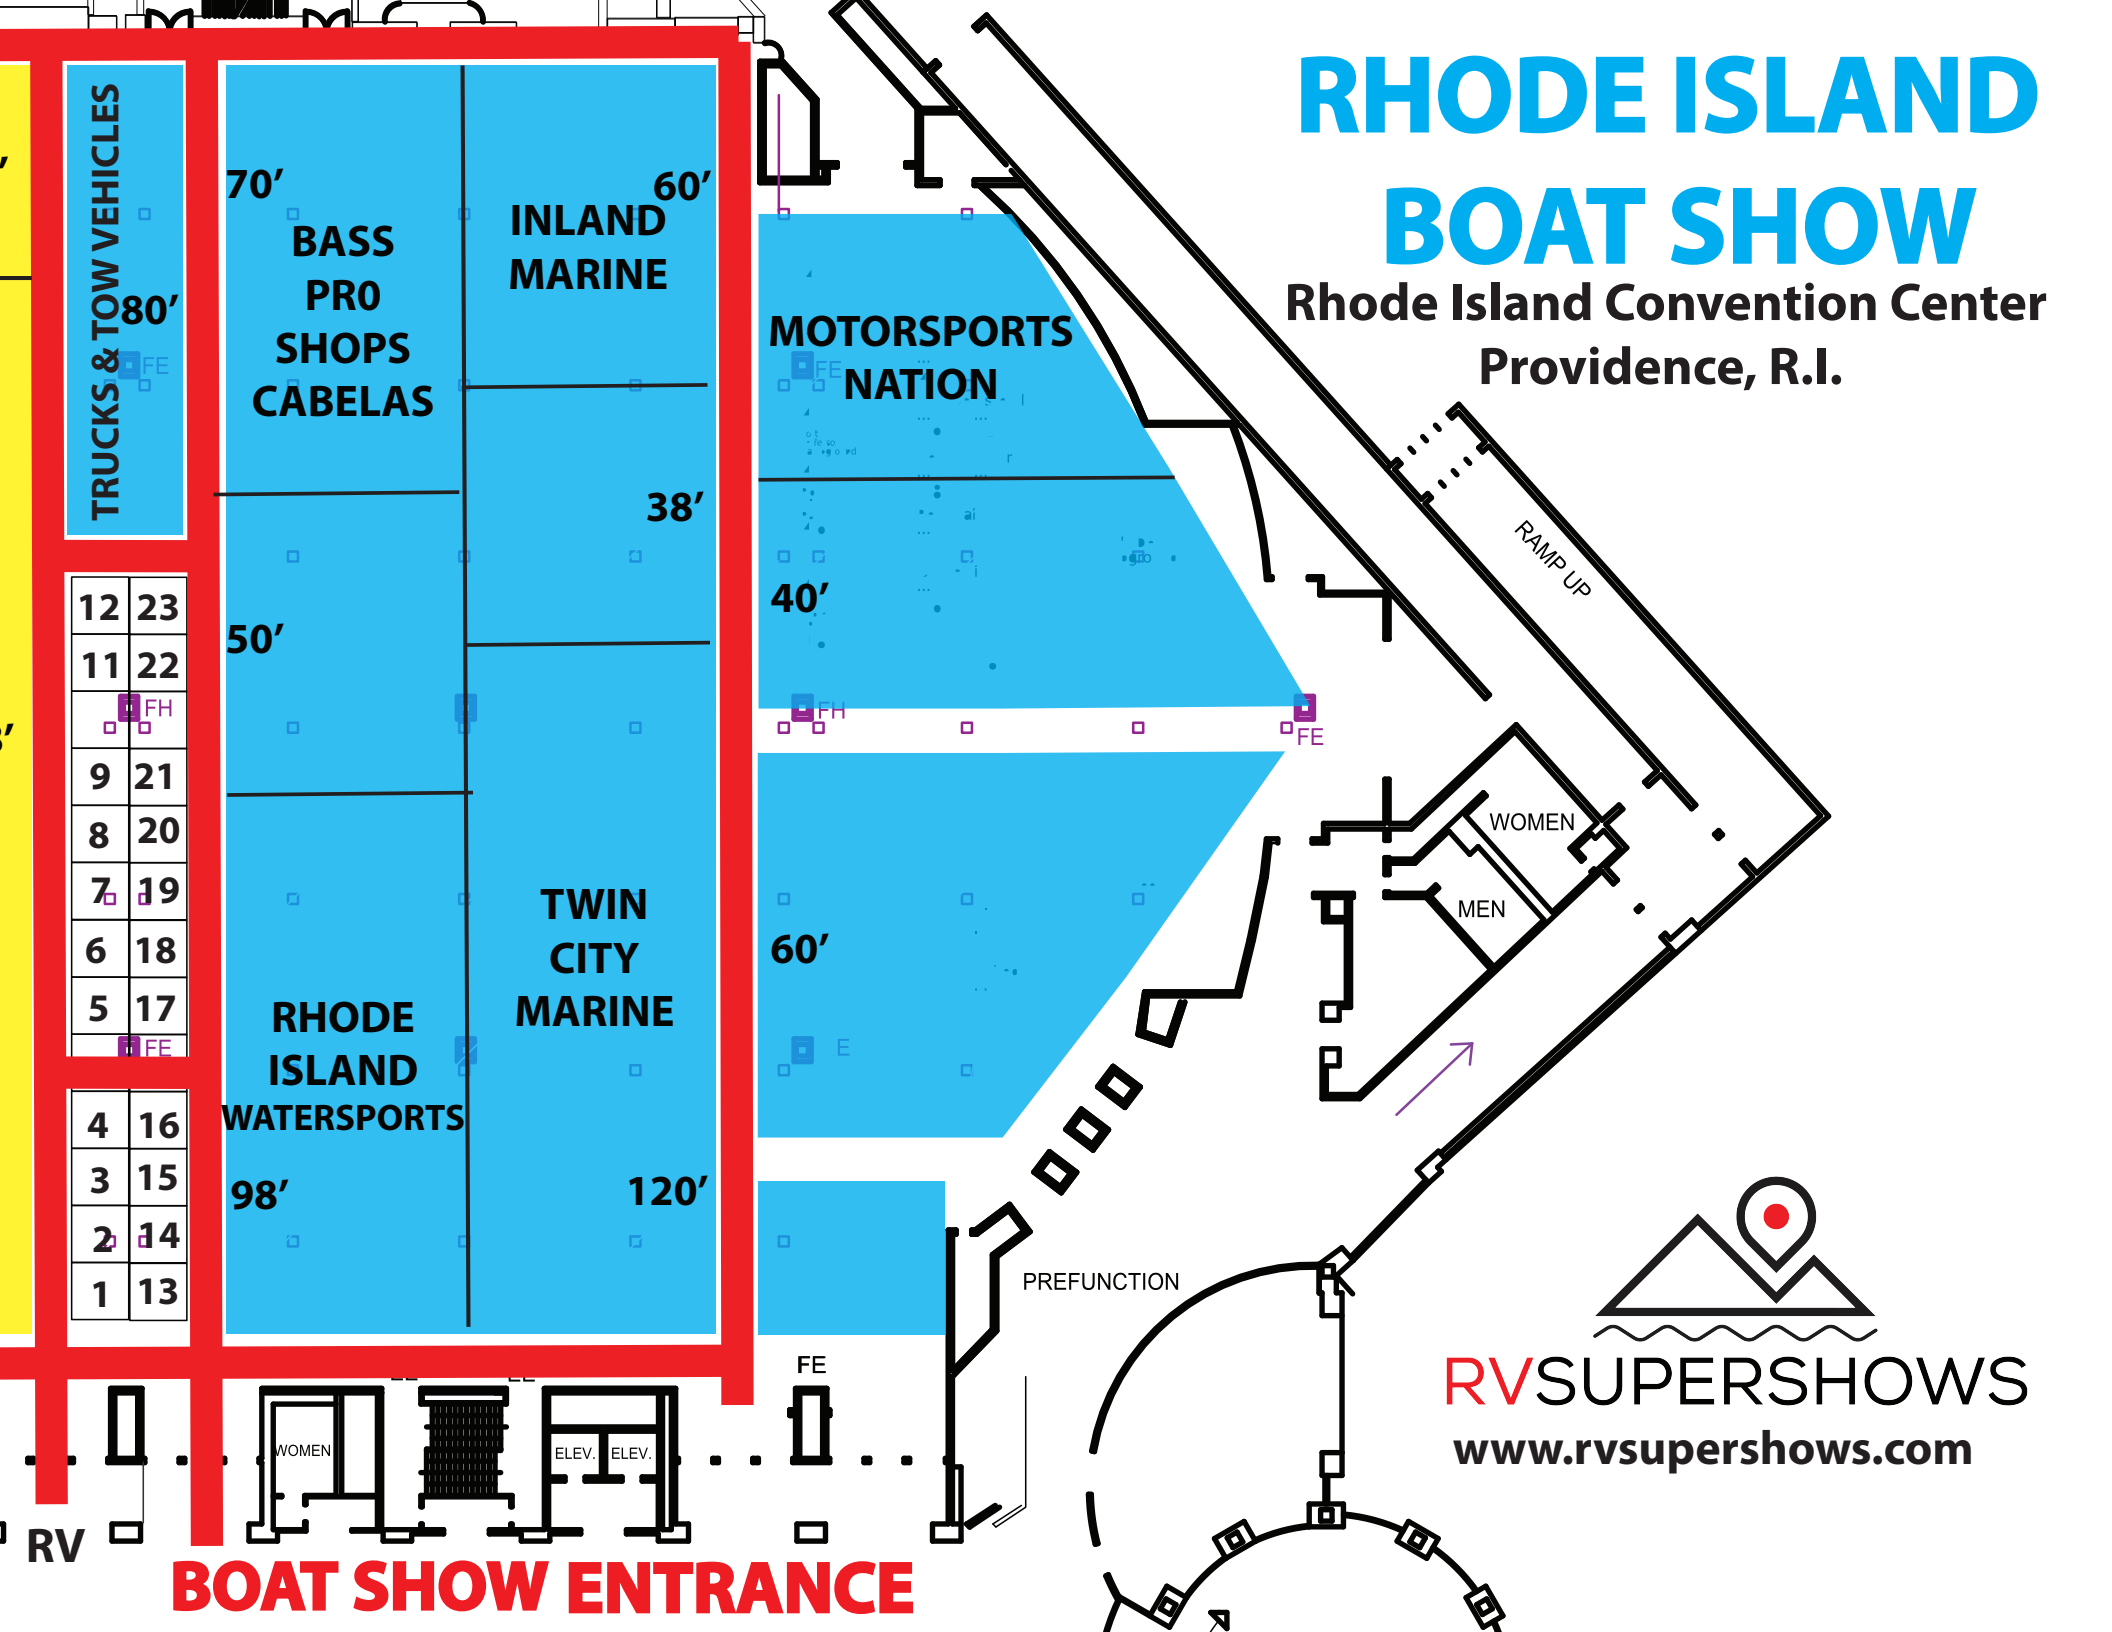 RHODE ISLAND
BOAT SHOW
Rhode Island Convention Center
Providence, R.I.
TRUCKS & TOW VEHICLES
80’
FE
70’
BASS
PR0
SHOPS
CABELAS
60’
INLAND
MARINE
MOTORSPORTS
NATION
FE
38’
50’
40’
RAMP UP
12 23
11 22
FH
9 21
8 20
7 19
6 18
5 17
FE
4 16
3 15
2 14
1 13
FH
FE
WOMEN
MEN
TWIN
CITY
MARINE
60’
E
RHODE
ISLAND
WATERSPORTS
98’
120’
PREFUNCTION
FE
WOMEN
ELEV. ELEV.
RV
BOAT SHOW ENTRANCE
RVSUPERSHOWS
www.rvsupershows.com